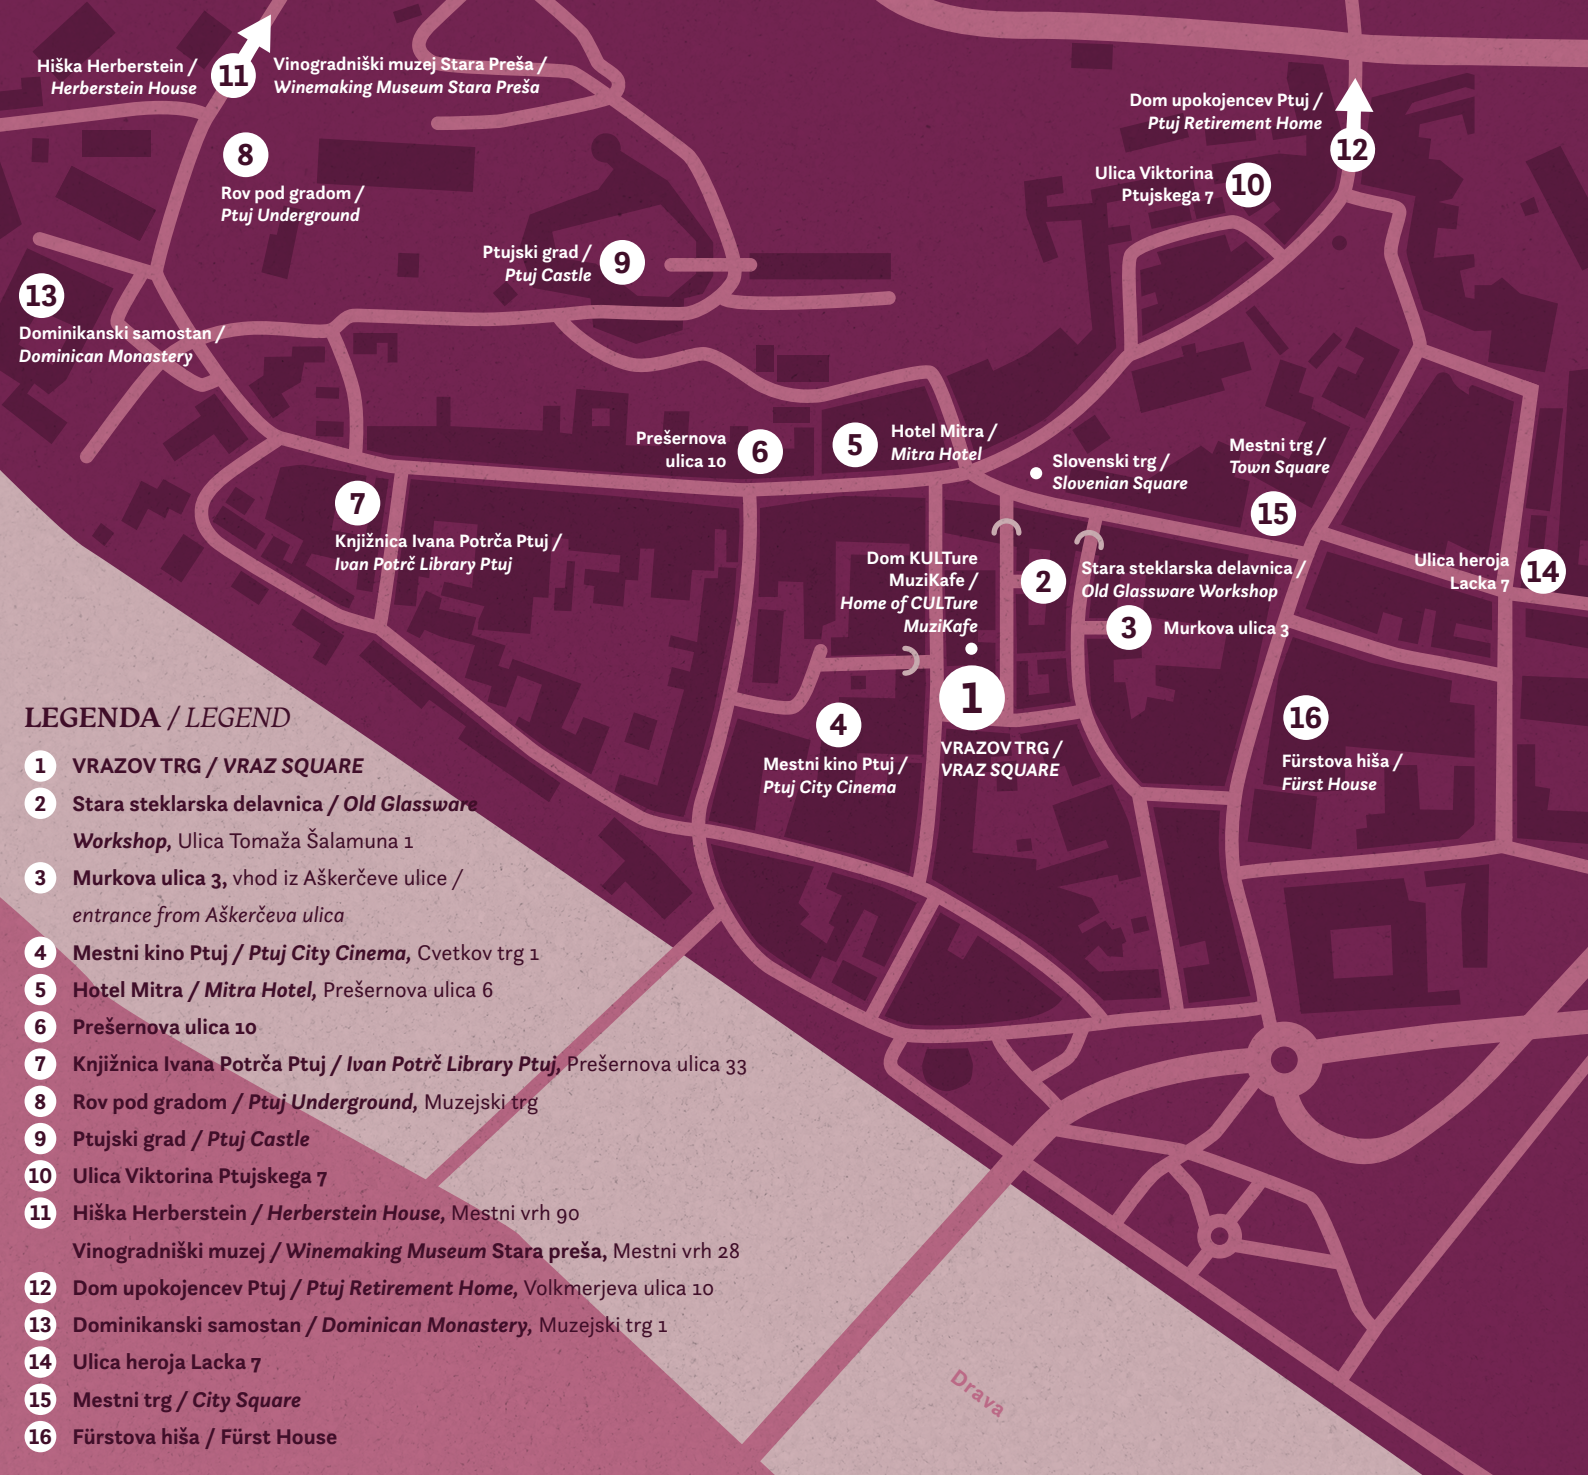 Hiška Herberstein /
Herberstein House
11
Vinogradniški muzej Stara Preša /
Winemaking Museum Stara Preša
8
Rov pod gradom /
Ptuj Underground
Dom upokojencev Ptuj /
Ptuj Retirement Home
12
Ulica Viktorina
Ptujskega 7
10
Ptujski grad /
Ptuj Castle
9
13
Dominikanski samostan /
Dominican Monastery
Prešernova
ulica 10
6
5
Hotel Mitra /
Mitra Hotel
Slovenski trg /
Slovenian Square
Mestni trg /
Town Square
15
7
Knjižnica Ivana Potrča Ptuj /
Ivan Potrč Library Ptuj
Dom KULTure
MuziKafe /
Home of CULTure
MuziKafe
2
Stara steklarska delavnica /
Old Glassware Workshop
Ulica heroja
Lacka 7
14
3
Murkova ulica 3
1
VRAZOV TRG /
VRAZ SQUARE
4
Mestni kino Ptuj /
Ptuj City Cinema
16
Fürstova hiša /
Fürst House
LEGENDA / LEGEND
1 VRAZOV TRG / VRAZ SQUARE
2 Stara steklarska delavnica / Old Glassware
Workshop, Ulica Tomaža Šalamuna 1
3 Murkova ulica 3, vhod iz Aškerčeve ulice /
entrance from Aškerčeva ulica
4 Mestni kino Ptuj / Ptuj City Cinema, Cvetkov trg 1
5 Hotel Mitra / Mitra Hotel, Prešernova ulica 6
6 Prešernova ulica 10
7 Knjižnica Ivana Potrča Ptuj / Ivan Potrč Library Ptuj, Prešernova ulica 33
8 Rov pod gradom / Ptuj Underground, Muzejski trg
9 Ptujski grad / Ptuj Castle
10 Ulica Viktorina Ptujskega 7
11 Hiška Herberstein / Herberstein House, Mestni vrh 90
Vinogradniški muzej / Winemaking Museum Stara preša, Mestni vrh 28
12 Dom upokojencev Ptuj / Ptuj Retirement Home, Volkmerjeva ulica 10
13 Dominikanski samostan / Dominican Monastery, Muzejski trg 1
14 Ulica heroja Lacka 7
15 Mestni trg / City Square
16 Fürstova hiša / Fürst House
Drava